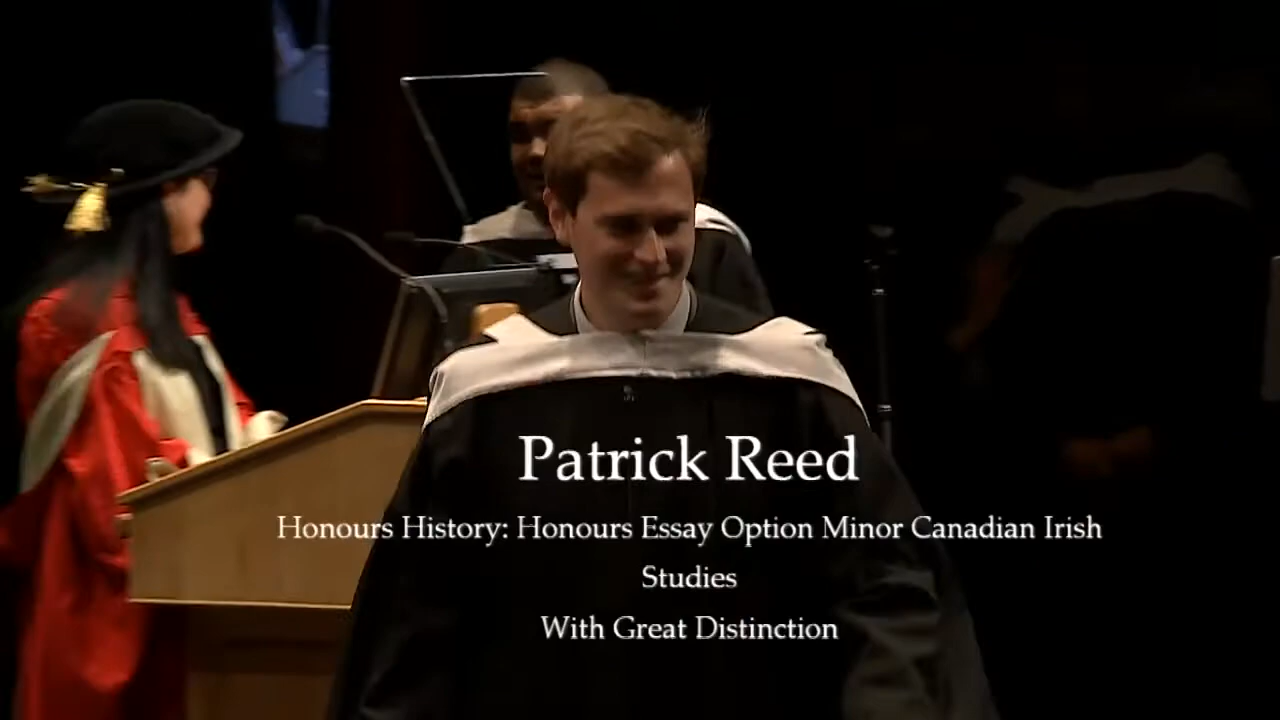 Patrick Reed
Honours History: Honours Essay Option Minor Canadian Irish
Studies
With Great Distinction